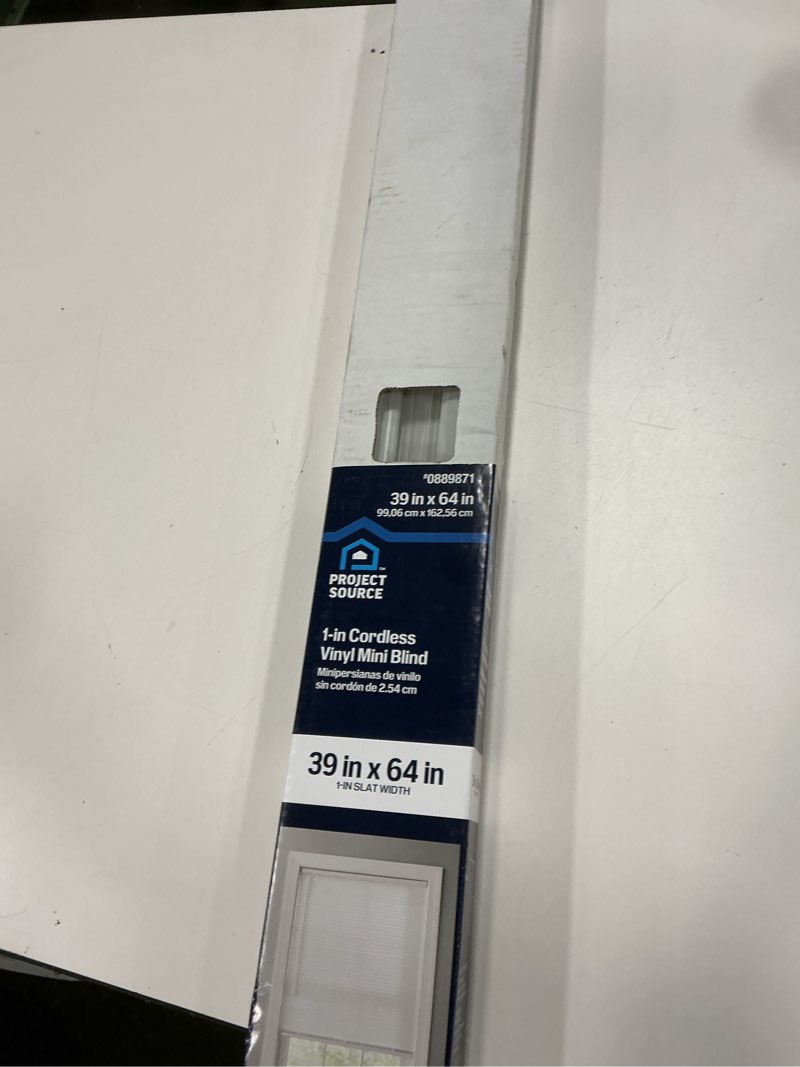 #0889871
39 in x 64 in
99,06 cm x 162,56 cm
PROJECT
SOURCE
1-in Cordless
Vinyl Mini Blind
Minipersianas de vinilo
sin cordón de 2.54 cm
39 in x 64 in
1-IN SLAT WIDTH